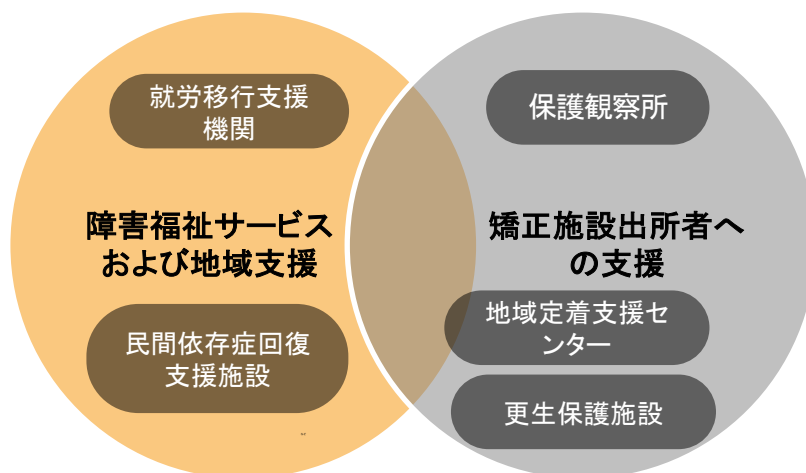 就労移行支援
機関
障害福祉サービス
および地域支援
民間依存症回復
支援施設
保護観察所
矯正施設出所者へ
の支援
地域定着支援セ
ンター
更生保護施設